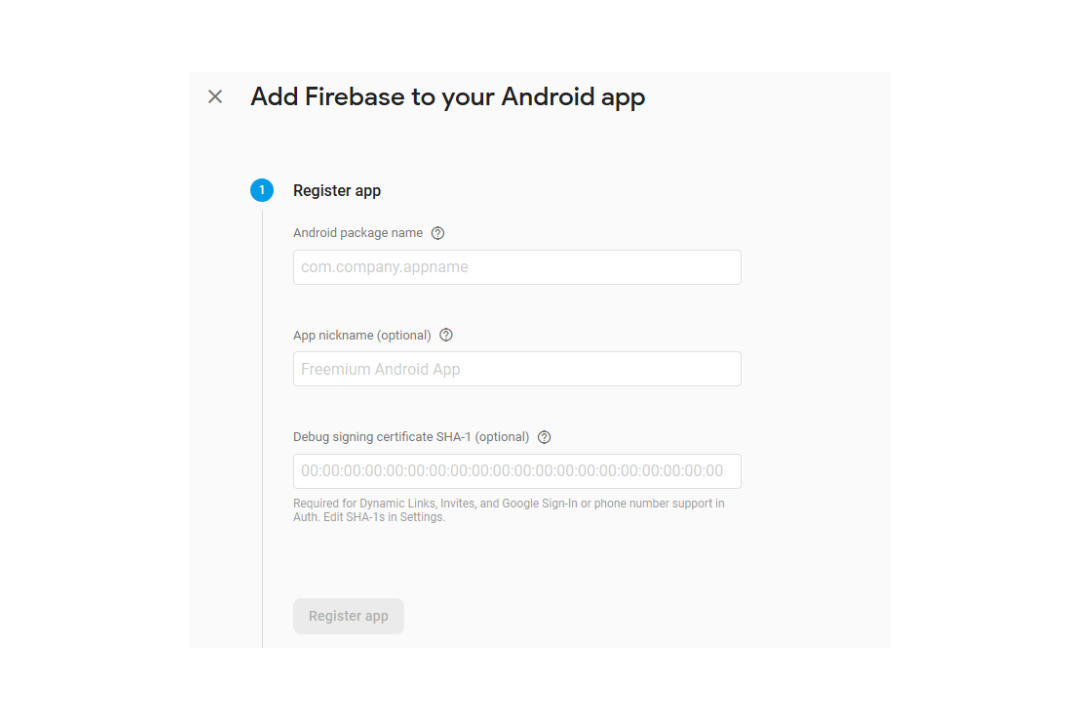 Add Firebase to your Android app
1 Register app
Android package name
com.company.appname
App nickname (optional)
Freemium Android App
Debug signing certificate SHA-1 (optional)
00:00:00:00:00:00:00:00:00:00:00:00:00:00:00:00:00:00:00:00
Required for Dynamic Links, Invites, and Google Sign-In or phone number support in
Auth. Edit SHA-1s in Settings.
Register app